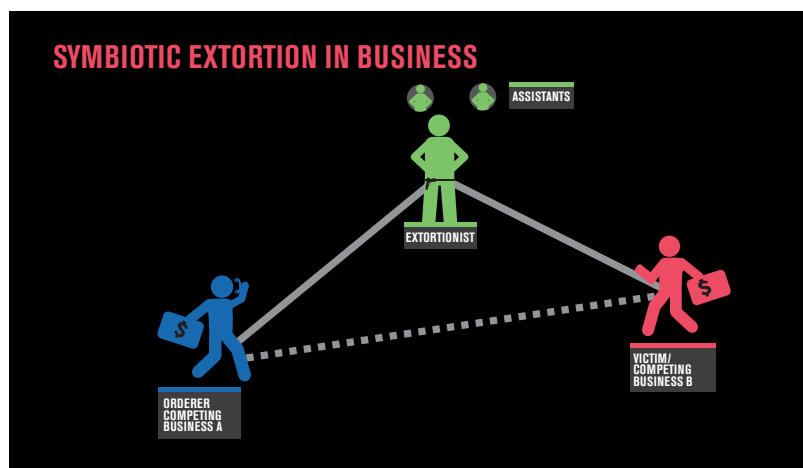 SYMBIOTIC EXTORTION IN BUSINESS
ASSISTANTS
EXTORTIONIST
$
$
VICTIM/
COMPETING
BUSINESS B
ORDERER
COMPETING
BUSINESS A